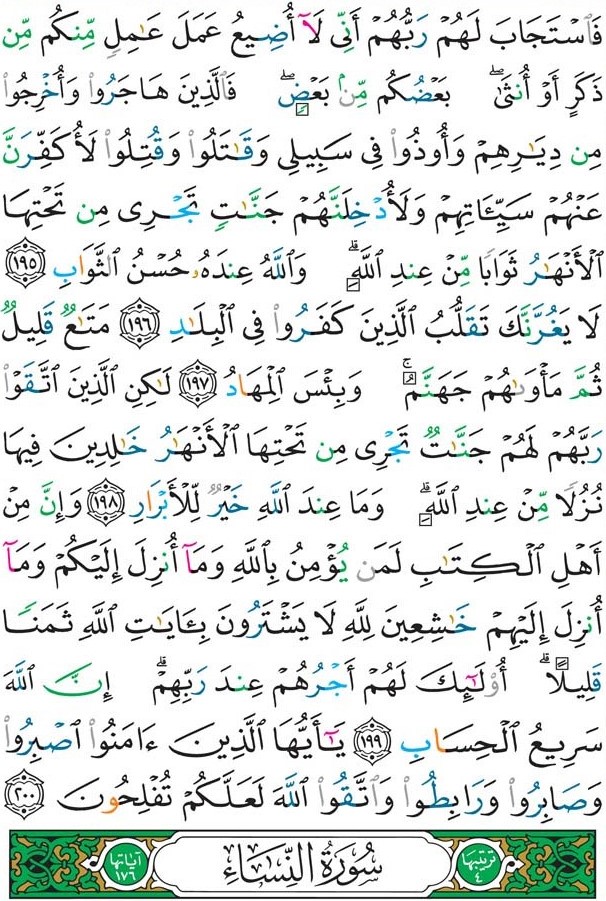 فَٱسْتَجَابَ لَهُمْ رَبُّهُمْ أَنِّى لَآ أُضِيعُ عَمَلَ عَٰمِلٍ مِّنكُم مِّن
ذَكَرٍ أَوْ أُنثَىٰ ۖ بَعْضُكُم مِّنۢ بَعْضٍ ۖ فَٱلَّذِينَ هَاجَرُوا۟ وَأُخْرِجُوا۟
مِن دِيَٰرِهِمْ وَأُوذُوا۟ فِى سَبِيلِى وَقَٰتَلُوا۟ وَقُتِلُوا۟ لَأُكَفِّرَنَّ
عَنْهُمْ سَيِّـَٔاتِهِمْ وَلَأُدْخِلَنَّهُمْ جَنَّٰتٍ تَجْرِى مِن تَحْتِهَا
ٱلْأَنْهَٰرُ ثَوَابًا مِّنْ عِندِ ٱللَّهِ ۗ وَٱللَّهُ عِندَهُۥ حُسْنُ ٱلثَّوَابِ ١٩٥
لَا يَغُرَّنَّكَ تَقَلُّبُ ٱلَّذِينَ كَفَرُوا۟ فِى ٱلْبِلَٰدِ ١٩٦ مَتَٰعٌ قَلِيلٌ
ثُمَّ مَأْوَىٰهُمْ جَهَنَّمُ ۚ وَبِئْسَ ٱلْمِهَادُ ١٩٧ لَٰكِنِ ٱلَّذِينَ ٱتَّقَوْا۟
رَبَّهُمْ لَهُمْ جَنَّٰتٌ تَجْرِى مِن تَحْتِهَا ٱلْأَنْهَٰرُ خَٰلِدِينَ فِيهَا
نُزُلًا مِّنْ عِندِ ٱللَّهِ ۗ وَمَا عِندَ ٱللَّهِ خَيْرٌ لِّلْأَبْرَارِ ١٩٨ وَإِنَّ مِنْ
أَهْلِ ٱلْكِتَٰبِ لَمَن يُؤْمِنُ بِٱللَّهِ وَمَآ أُنزِلَ إِلَيْكُمْ وَمَآ
أُنزِلَ إِلَيْهِمْ خَٰشِعِينَ لِلَّهِ لَا يَشْتَرُونَ بِـَٔايَٰتِ ٱللَّهِ ثَمَنًا
قَلِيلًا ۗ أُو۟لَٰٓئِكَ لَهُمْ أَجْرُهُمْ عِندَ رَبِّهِمْ ۗ إِنَّ ٱللَّهَ
سَرِيعُ ٱلْحِسَابِ ١٩٩ يَٰٓأَيُّهَا ٱلَّذِينَ ءَامَنُوا۟ ٱصْبِرُوا۟
وَصَابِرُوا۟ وَرَابِطُوا۟ وَٱتَّقُوا۟ ٱللَّهَ لَعَلَّكُمْ تُفْلِحُونَ ٢٠٠
ترتيبها ٤ سُورَةُ ٱلنِّسَاءِ آياتها ١٧٦